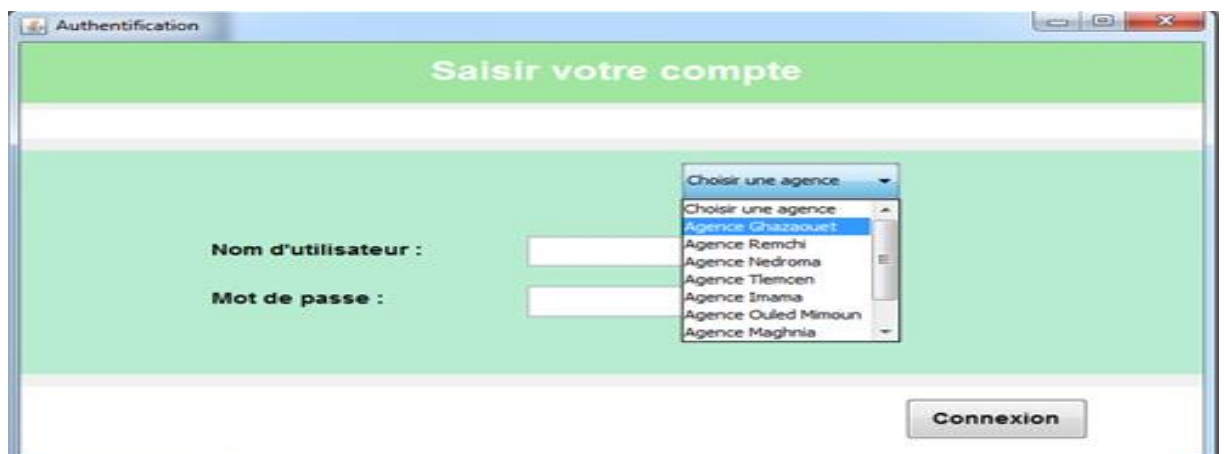 Authentification
Saisir votre compte
Choisir une agence
Choisir une agence
Agence Ghazaouet
Nom d'utilisateur :
Agence Remchi
Agence Nedroma
Agence Tlemcen
Mot de passe :
Agence Imama
Agence Ouled Mimoun
Agence Maghnia
Connexion